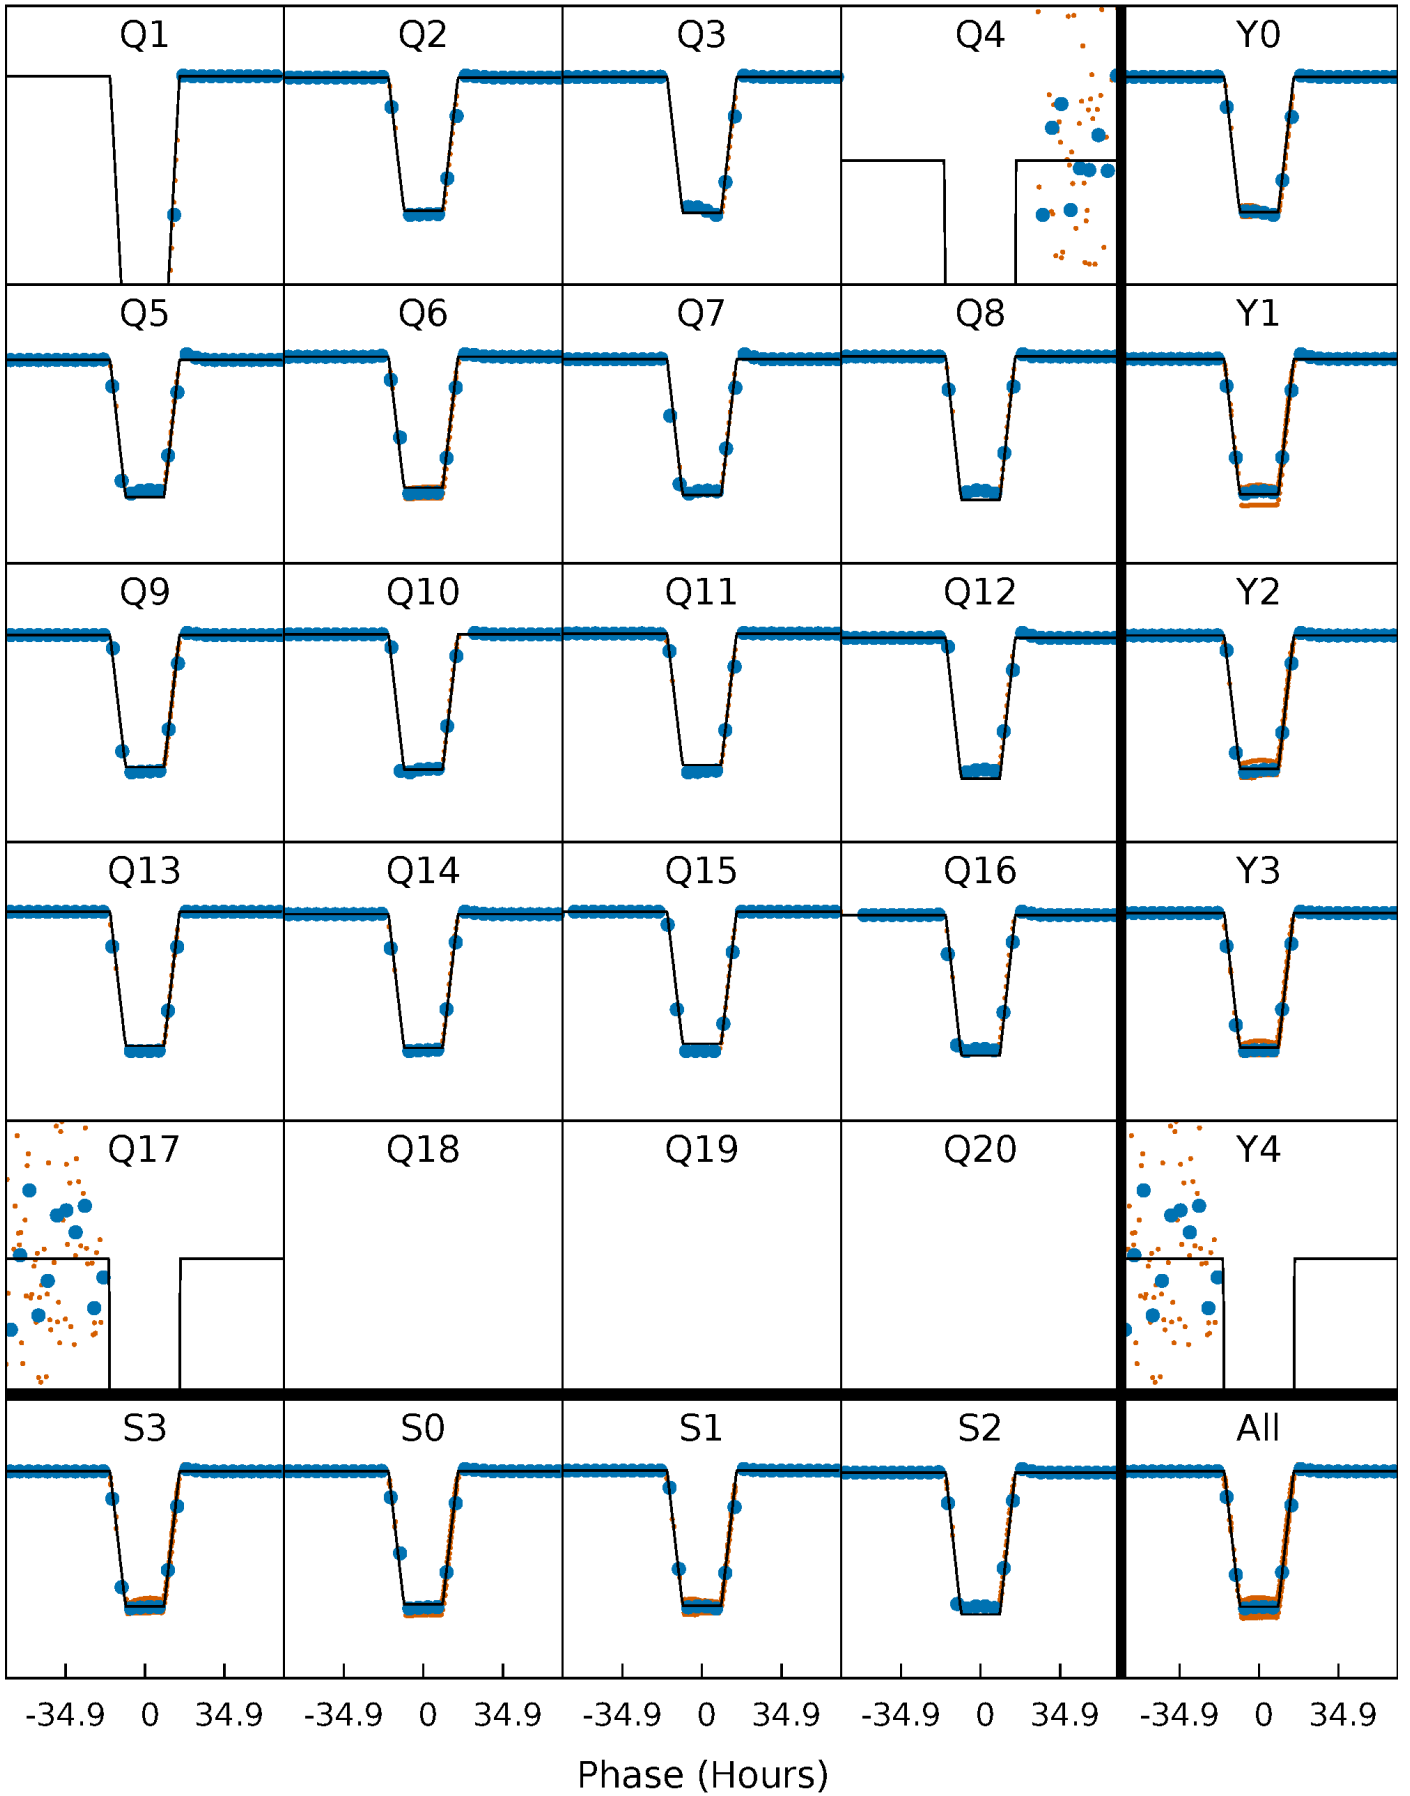 Q1 Q2 Q3 Q4 Y0
Q5 Q6 Q7 Q8 Y1
Q9 Q10 Q11 Q12 Y2
Q13 Q14 Q15 Q16 Y3
Q17 Q18 Q19 Q20 Y4
S3 S0 S1 S2 All
-34.9 0 34.9 -34.9 0 34.9 -34.9 0 34.9 -34.9 0 34.9 -34.9 0 34.9
Phase (Hours)